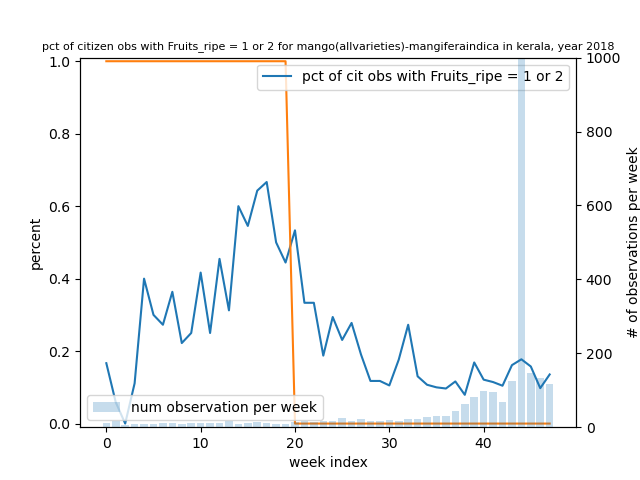 pct of citizen obs with Fruits_ripe = 1 or 2 for mango(allvarieties)-mangiferaindica in kerala, year 2018
pct of cit obs with Fruits_ripe = 1 or 2
num observation per week
percent
1.0
0.8
0.6
0.4
0.2
0.0
0 10 20 30 40
week index
1000
800
600
400
200
0
# of observations per week